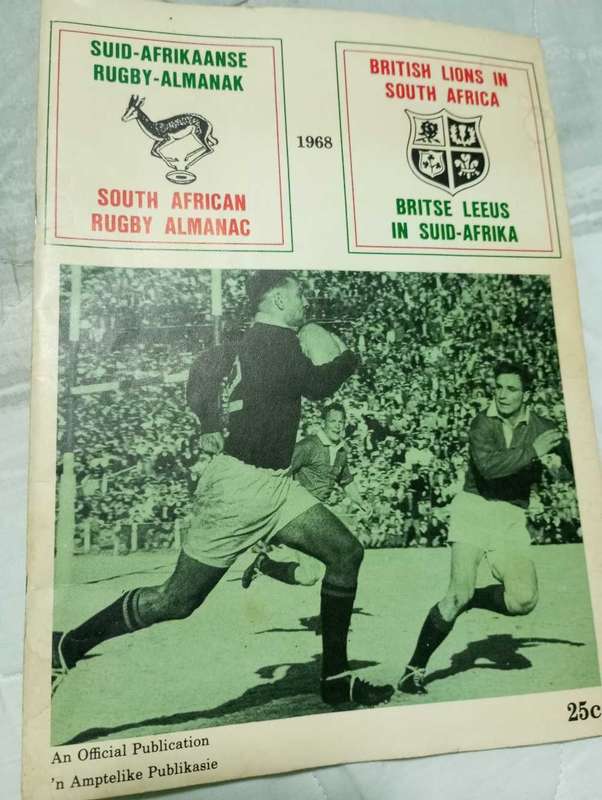 SUID-AFRIKAANSE
RUGBY-ALMANAK
SOUTH AFRICAN
RUGBY ALMANAC
1968
BRITISH LIONS IN
SOUTH AFRICA
BRITSE LEEUS
IN SUID-AFRIKA
2
25c
An Official Publication
'n Amptelike Publikasie